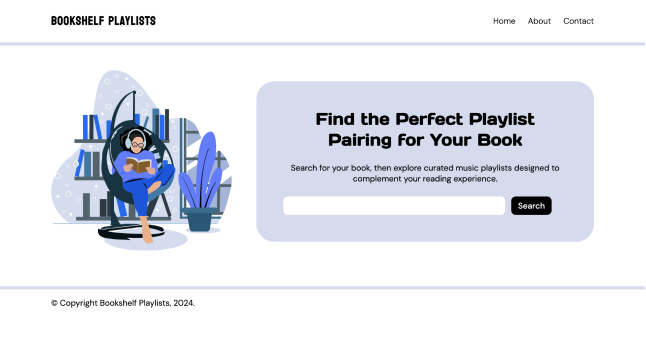 BOOKSHELF PLAYLISTS
Home About Contact
Find the Perfect Playlist
Pairing for Your Book
Search for your book, then explore curated music playlists designed to
complement your reading experience.
Search
© Copyright Bookshelf Playlists, 2024.